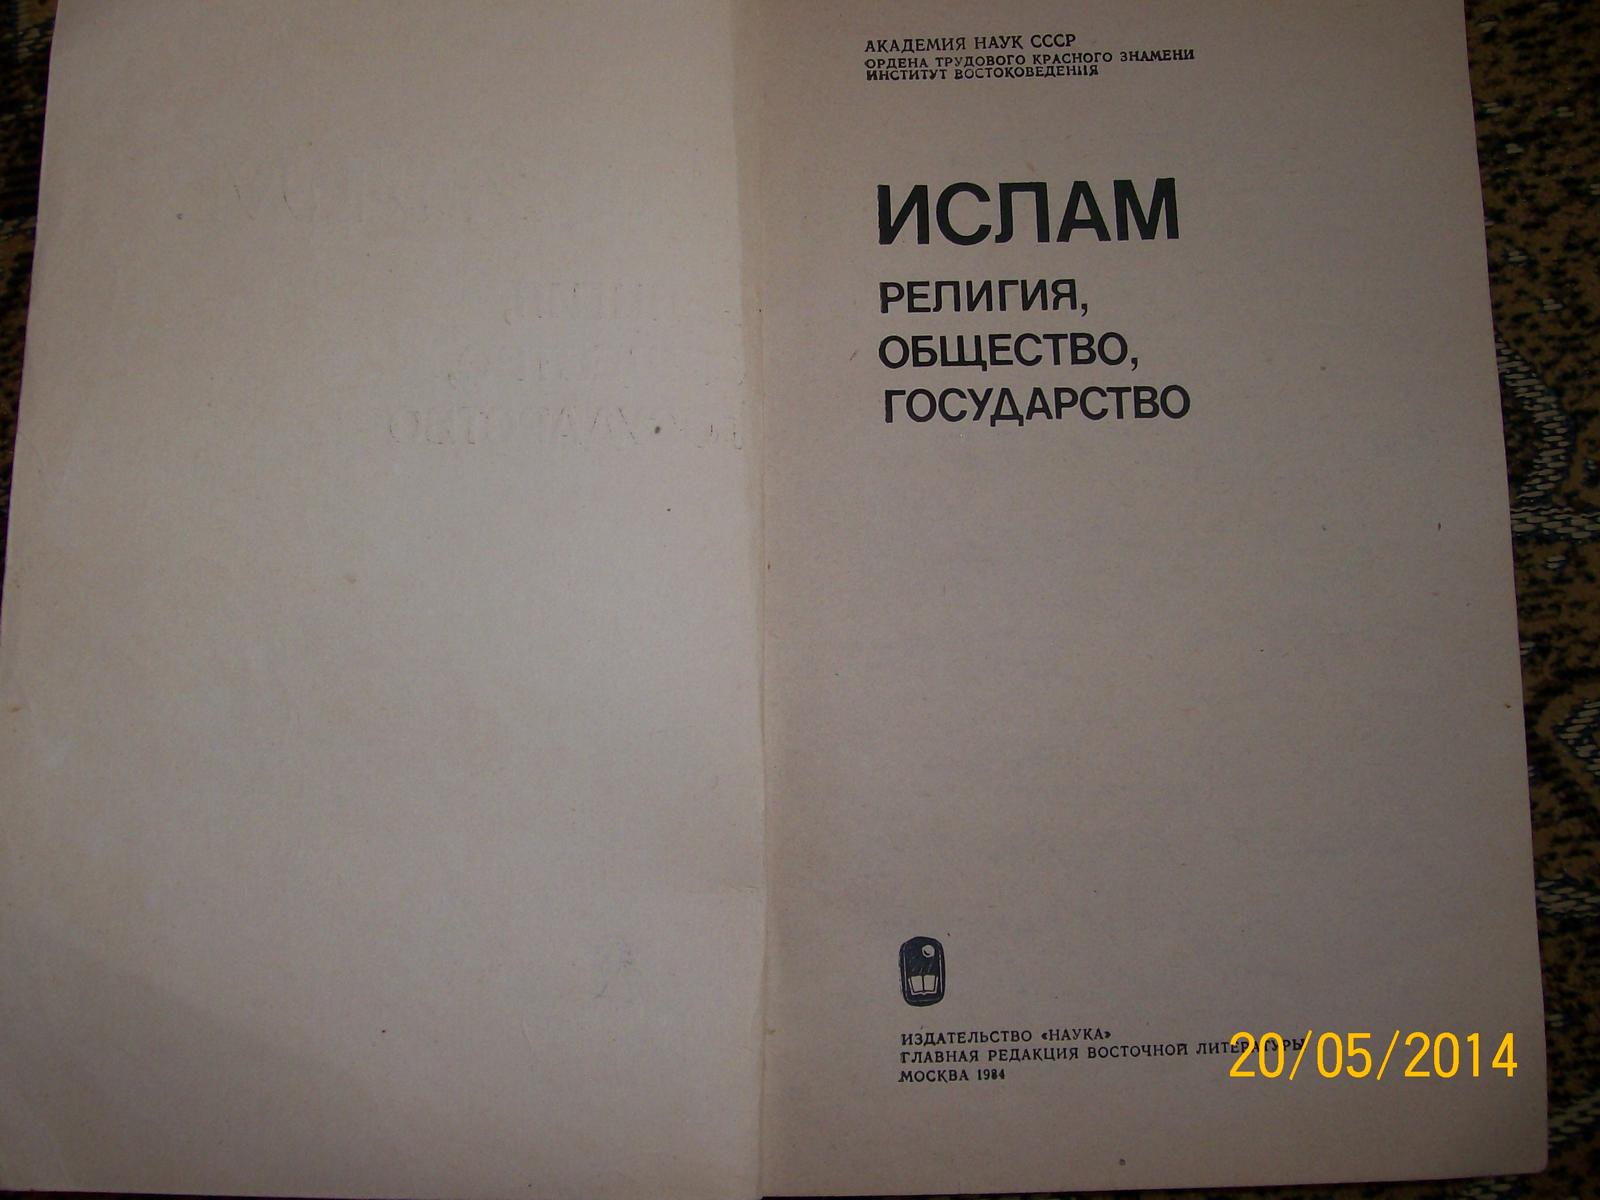 АКАДЕМИЯ НАУК СССР
ОРДЕНА ТРУДОВОГО КРАСНОГО ЗНАМЕНИ
ИНСТИТУТ ВОСТОКОВЕДЕНИЯ
ИСЛАМ
РЕЛИГИЯ,
ОБЩЕСТВО,
ГОСУДАРСТВО
ИЗДАТЕЛЬСТВО «НАУКА»
ГЛАВНАЯ РЕДАКЦИЯ ВОСТОЧНОЙ ЛИТЕРАТУРЫ
МОСКВА 1984
20/05/2014